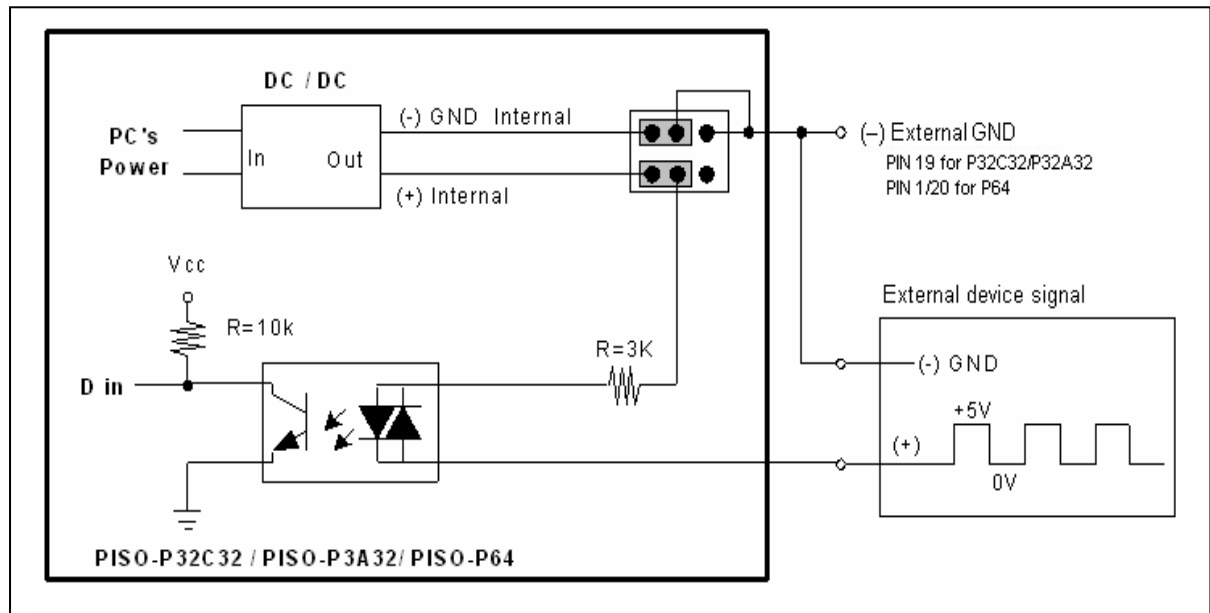 DC / DC
(-) GND Internal
PC's
Power
In
Out
(+) Internal
(–) External GND
PIN 19 for P32C32/P32A32
PIN 1/20 for P64
Vcc
R=10k
D in
R=3K
External device signal
(-) GND
+5V
(+)
0V
PISO-P32C32 / PISO-P3A32/ PISO-P64